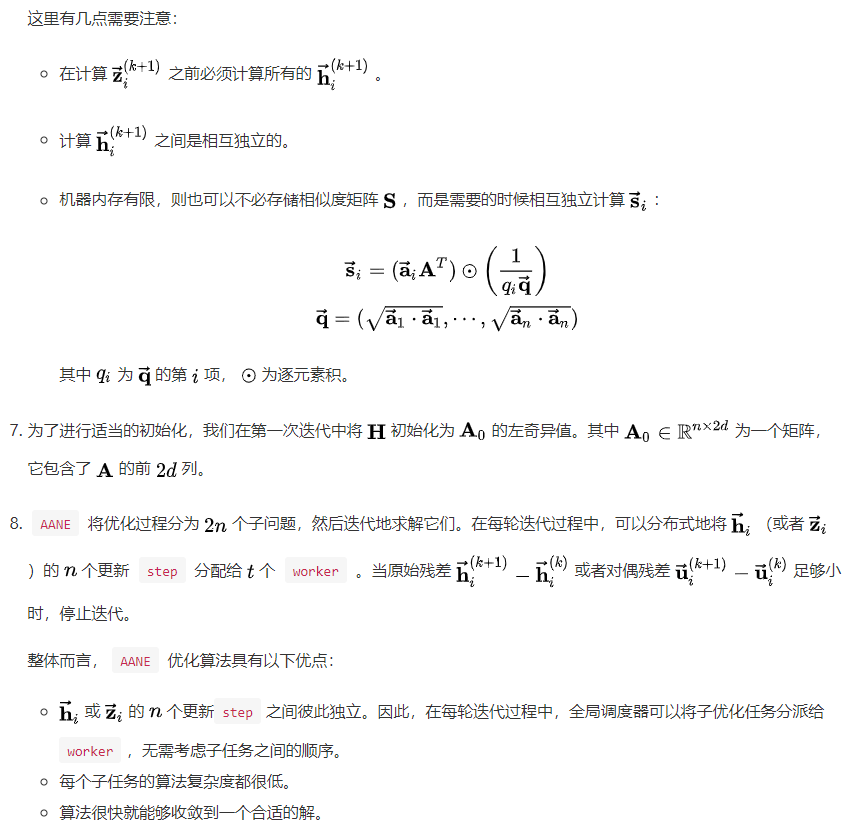 这里有几点需要注意：
在计算 $\vec{\mathbf{z}}_i^{(k+1)}$ 之前必须计算所有的 $\vec{\mathbf{h}}_i^{(k+1)}$ 。
计算 $\vec{\mathbf{h}}_i^{(k+1)}$ 之间是相互独立的。
机器内存有限，则也可以不必存储相似度矩阵 $\mathbf{S}$ ，而是需要的时候相互独立计算 $\vec{\mathbf{s}}_i$ ：
$\vec{\mathbf{s}}_i = (\vec{\mathbf{a}}_i \mathbf{A}^T) \odot \left(\frac{1}{q_i \vec{\mathbf{q}}}\right)$
$\vec{\mathbf{q}} = (\sqrt{\vec{\mathbf{a}}_1 \cdot \vec{\mathbf{a}}_1}, \cdots, \sqrt{\vec{\mathbf{a}}_n \cdot \vec{\mathbf{a}}_n})$
其中 $q_i$ 为 $\vec{\mathbf{q}}$ 的第 $i$ 项， $\odot$ 为逐元素积。
7. 为了进行适当的初始化，我们在第一次迭代中将 $\mathbf{H}$ 初始化为 $\mathbf{A}_0$ 的左奇异值。其中 $\mathbf{A}_0 \in \mathbb{R}^{n \times 2d}$ 为一个矩阵，
它包含了 $\mathbf{A}$ 的前 $2d$ 列。
8. AANE 将优化过程分为 $2n$ 个子问题，然后迭代地求解它们。在每轮迭代过程中，可以分布式地将 $\vec{\mathbf{h}}_i$ （或者 $\vec{\mathbf{z}}_i$
）的 $n$ 个更新 step 分配给 $t$ 个 worker 。当原始残差 $\vec{\mathbf{h}}_i^{(k+1)} - \vec{\mathbf{h}}_i^{(k)}$ 或者对偶残差 $\vec{\mathbf{u}}_i^{(k+1)} - \vec{\mathbf{u}}_i^{(k)}$ 足够小
时，停止迭代。
整体而言， AANE 优化算法具有以下优点：
$\vec{\mathbf{h}}_i$ 或 $\vec{\mathbf{z}}_i$ 的 $n$ 个更新 step 之间彼此独立。因此，在每轮迭代过程中，全局调度器可以将子优化任务分派给
worker ，无需考虑子任务之间的顺序。
每个子任务的算法复杂度都很低。
算法很快就能够收敛到一个合适的解。